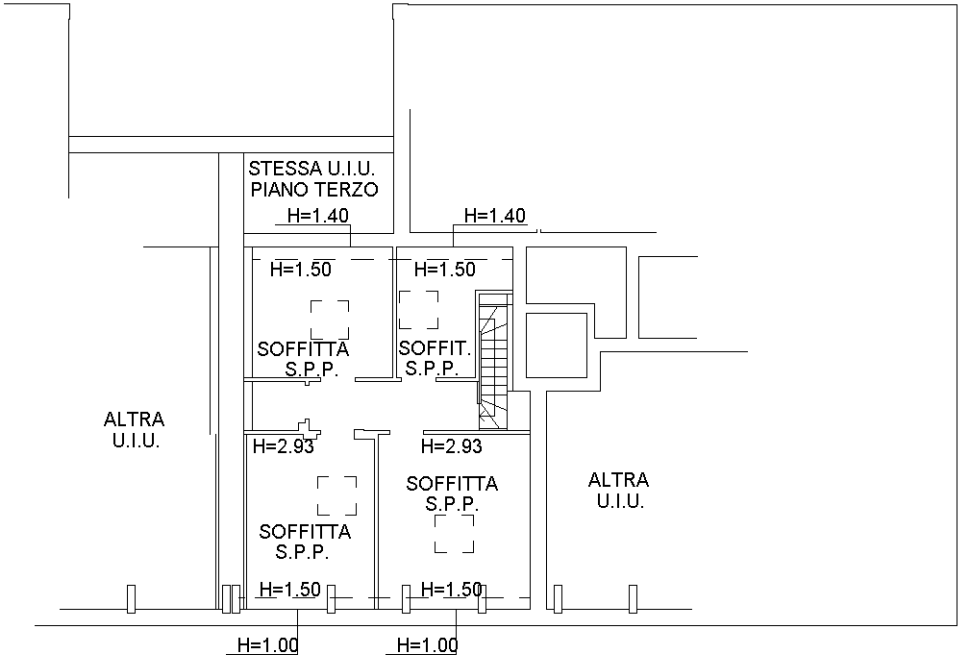 STESSA U.I.U.
PIANO TERZO
H=1.40
H=1.40
H=1.50
H=1.50
SOFFITTA
S.P.P.
SOFFIT.
S.P.P.
ALTRA
U.I.U.
H=2.93
H=2.93
SOFFITTA
S.P.P.
ALTRA
U.I.U.
SOFFITTA
S.P.P.
H=1.50
H=1.50
H=1.00
H=1.00